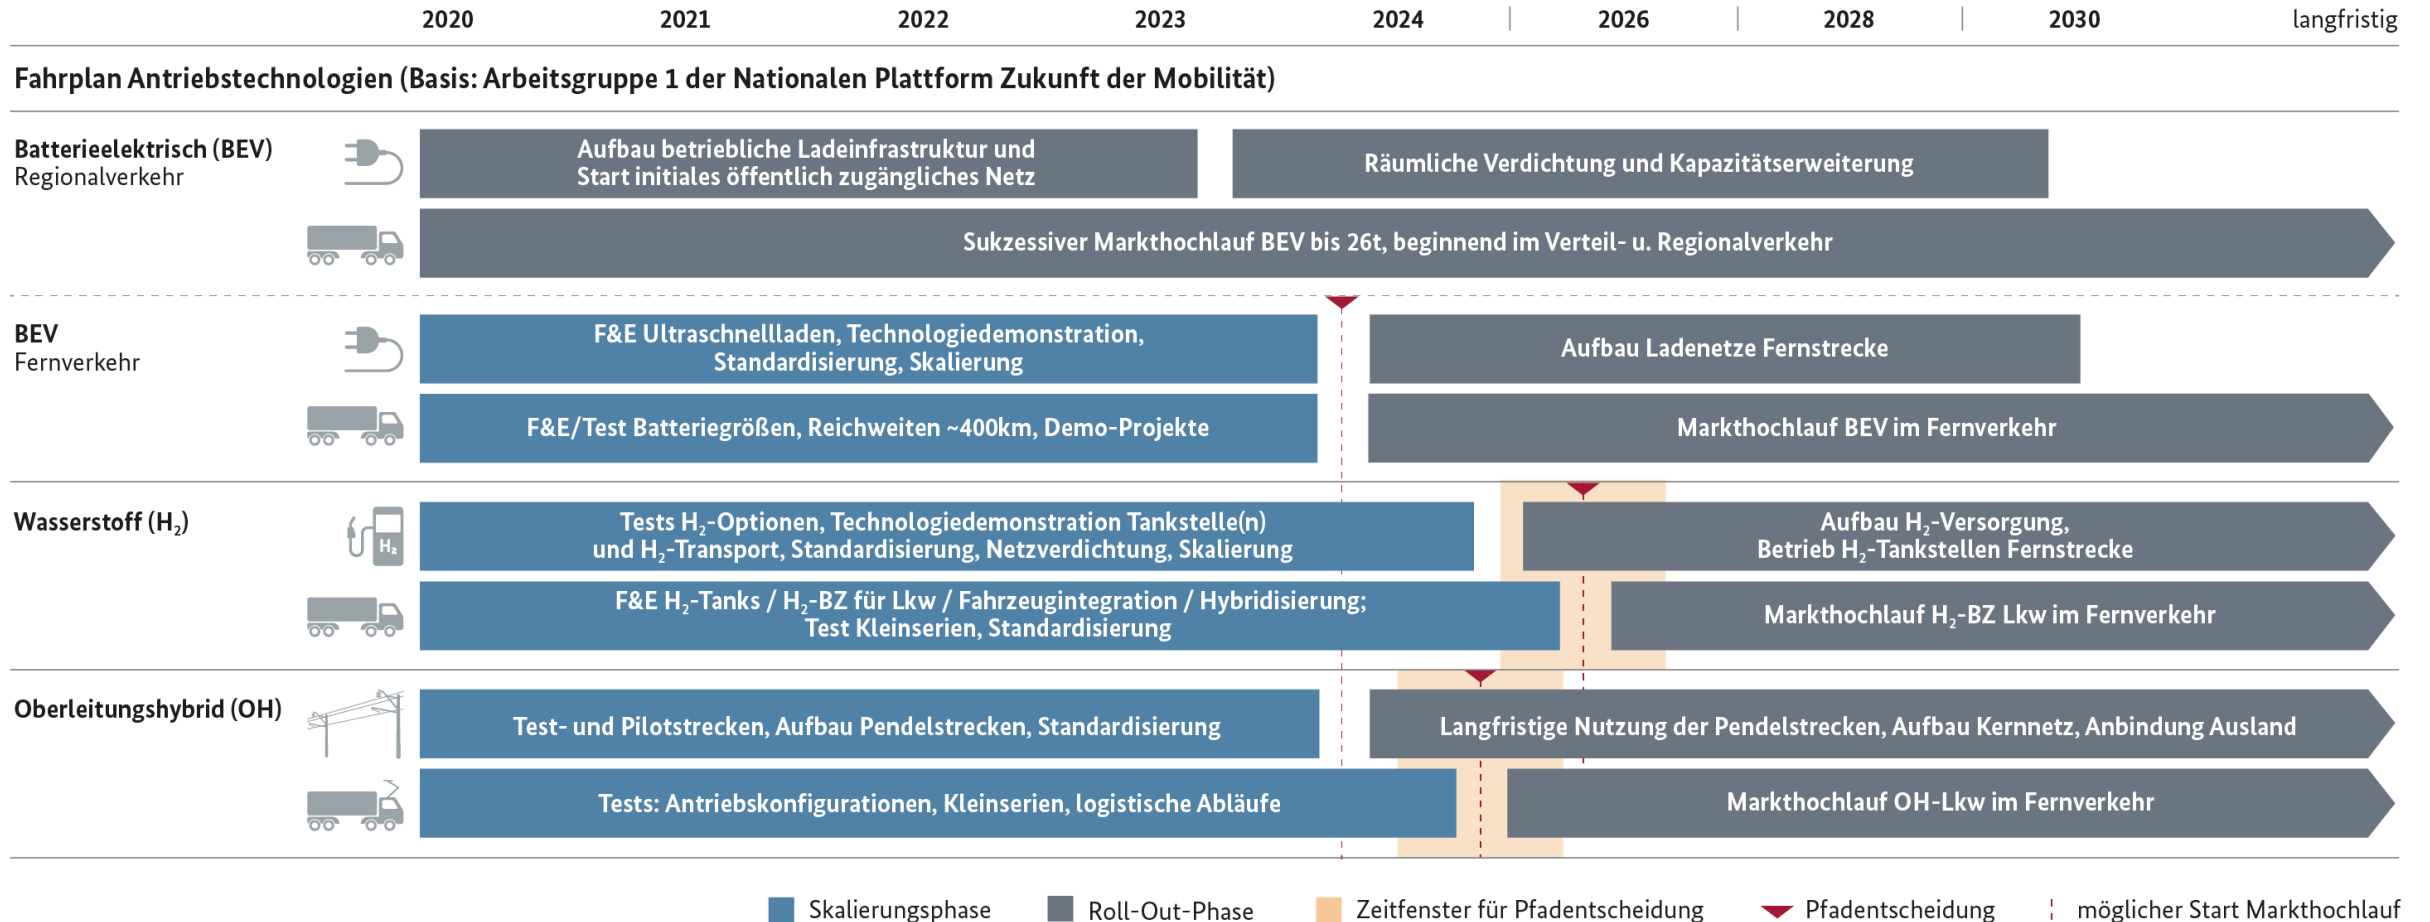 2020 2021 2022 2023 2024 2026 2028 2030 langfristig
Fahrplan Antriebstechnologien (Basis: Arbeitsgruppe 1 der Nationalen Plattform Zukunft der Mobilität)
Batterieelektrisch (BEV)
Regionalverkehr
Aufbau betriebliche Ladeinfrastruktur und
Start initiales öffentlich zugängliches Netz
Räumliche Verdichtung und Kapazitätserweiterung
Sukzessiver Markthochlauf BEV bis 26t, beginnend im Verteil- u. Regionalverkehr
BEV
Fernverkehr
F&E Ultraschnellladen, Technologiedemonstration,
Standardisierung, Skalierung
Aufbau Ladenetze Fernstrecke
F&E/Test Batteriegrößen, Reichweiten ~400km, Demo-Projekte
Markthochlauf BEV im Fernverkehr
Wasserstoff (H₂)
H₂
Tests H₂-Optionen, Technologiedemonstration Tankstelle(n)
und H₂-Transport, Standardisierung, Netzverdichtung, Skalierung
Aufbau H₂-Versorgung,
Betrieb H₂-Tankstellen Fernstrecke
F&E H₂-Tanks / H₂-BZ für Lkw / Fahrzeugintegration / Hybridisierung;
Test Kleinserien, Standardisierung
Markthochlauf H₂-BZ Lkw im Fernverkehr
Oberleitungshybrid (OH)
Test- und Pilotstrecken, Aufbau Pendelstrecken, Standardisierung
Langfristige Nutzung der Pendelstrecken, Aufbau Kernnetz, Anbindung Ausland
Tests: Antriebskonfigurationen, Kleinserien, logistische Abläufe
Markthochlauf OH-Lkw im Fernverkehr
Skalierungsphase Roll-Out-Phase Zeitfenster für Pfadentscheidung Pfadentscheidung möglicher Start Markthochlauf